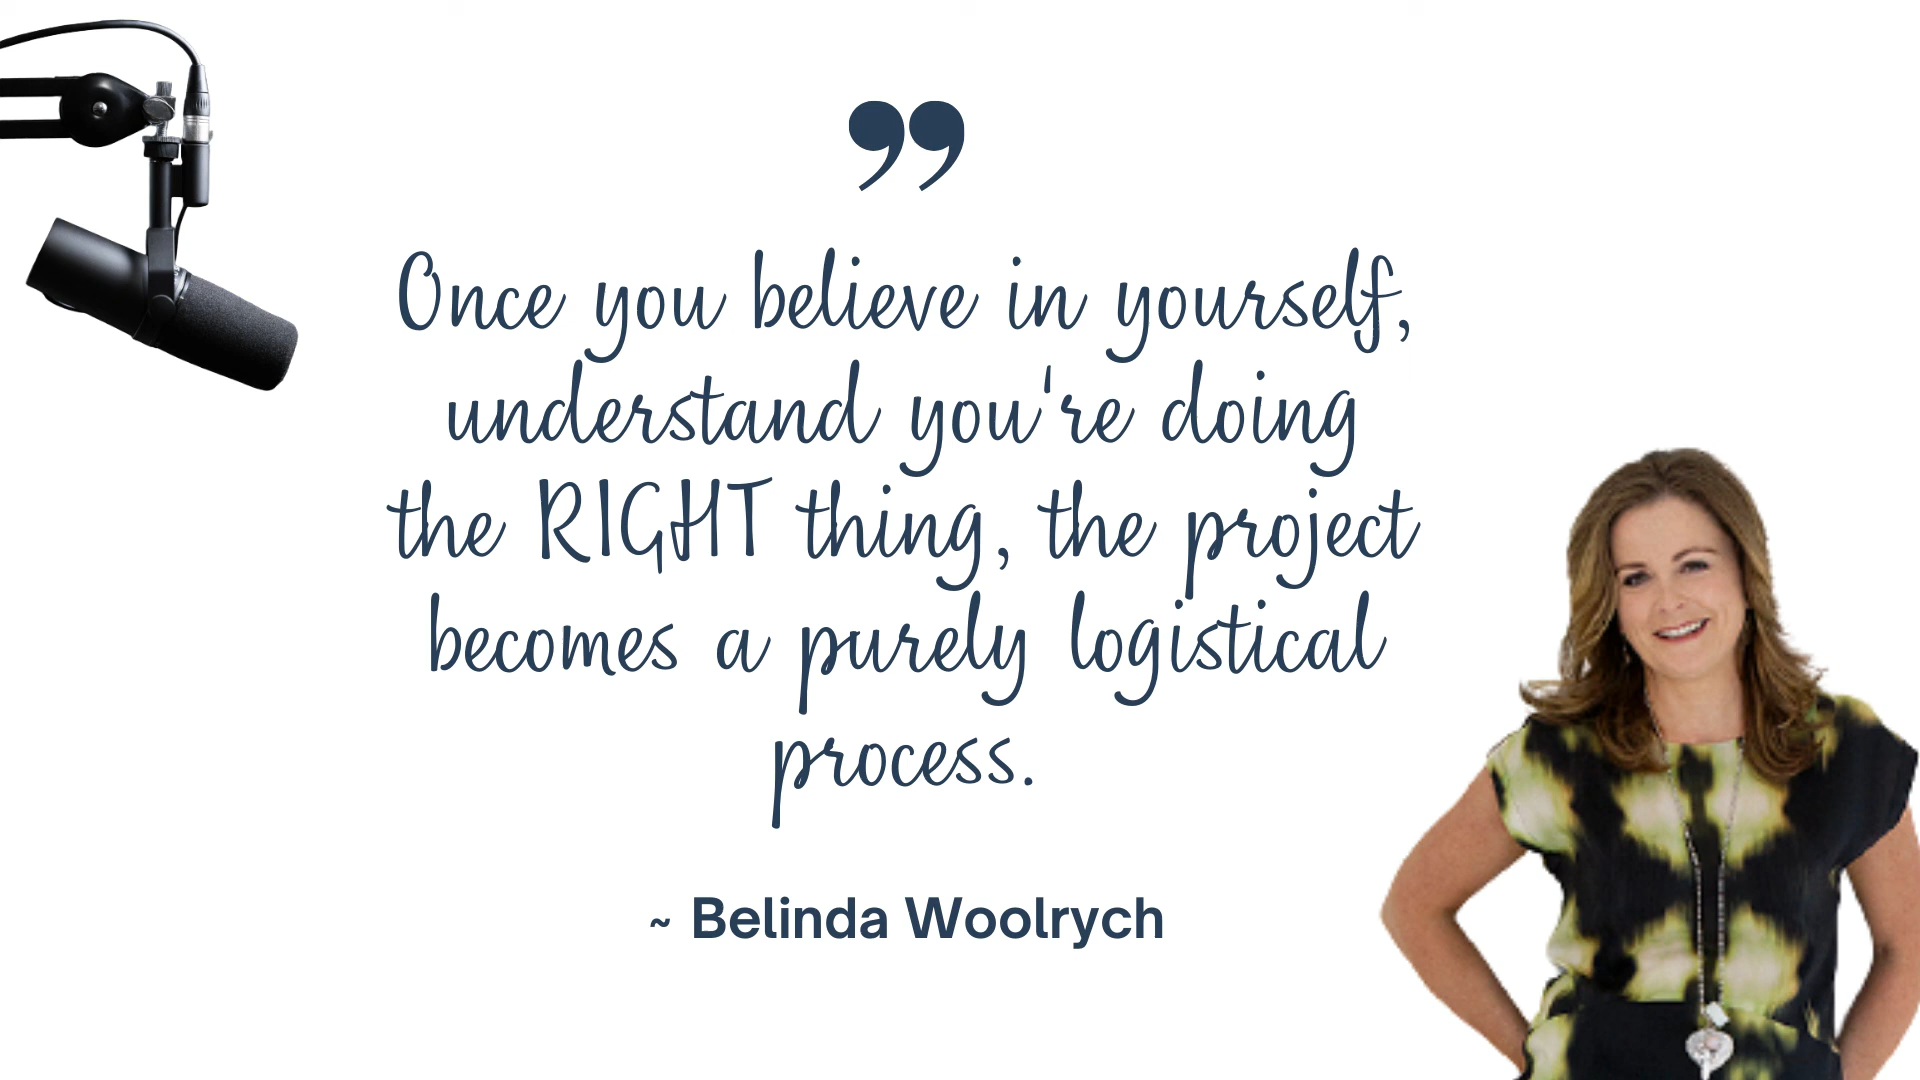 ”
Once you believe in yourself,
understand you're doing
the RIGHT thing, the project
becomes a purely logistical
process.
~ Belinda Woolrych